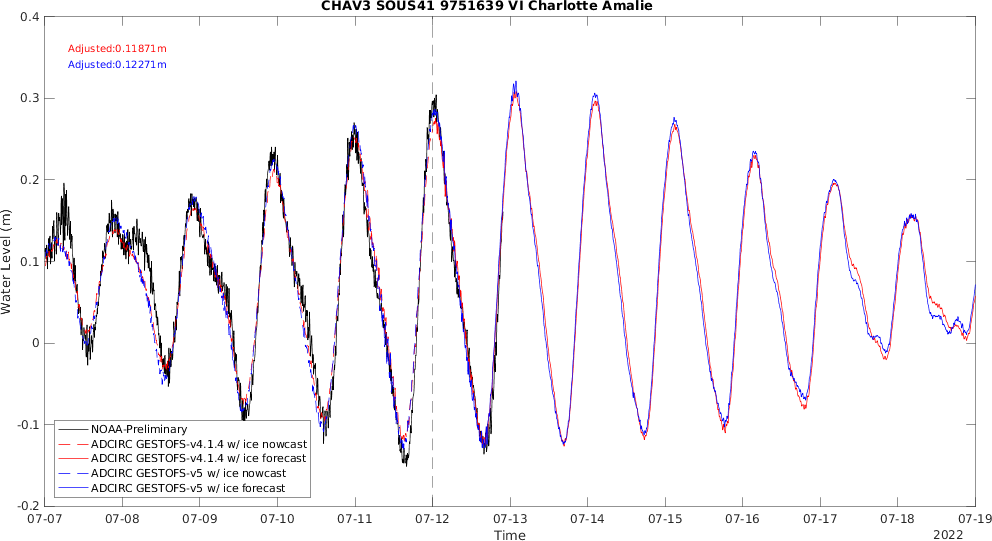 CHAV3 SOUS41 9751639 VI Charlotte Amalie
0.4
0.3
0.2
0.1
0
-0.1
-0.2
Water Level (m)
Adjusted:0.11871m
Adjusted:0.12271m
NOAA-Preliminary
ADCIRC GESTOFS-v4.1.4 w/ ice nowcast
ADCIRC GESTOFS-v4.1.4 w/ ice forecast
ADCIRC GESTOFS-v5 w/ ice nowcast
ADCIRC GESTOFS-v5 w/ ice forecast
07-07 07-08 07-09 07-10 07-11 07-12 07-13 07-14 07-15 07-16 07-17 07-18 07-19
Time
2022